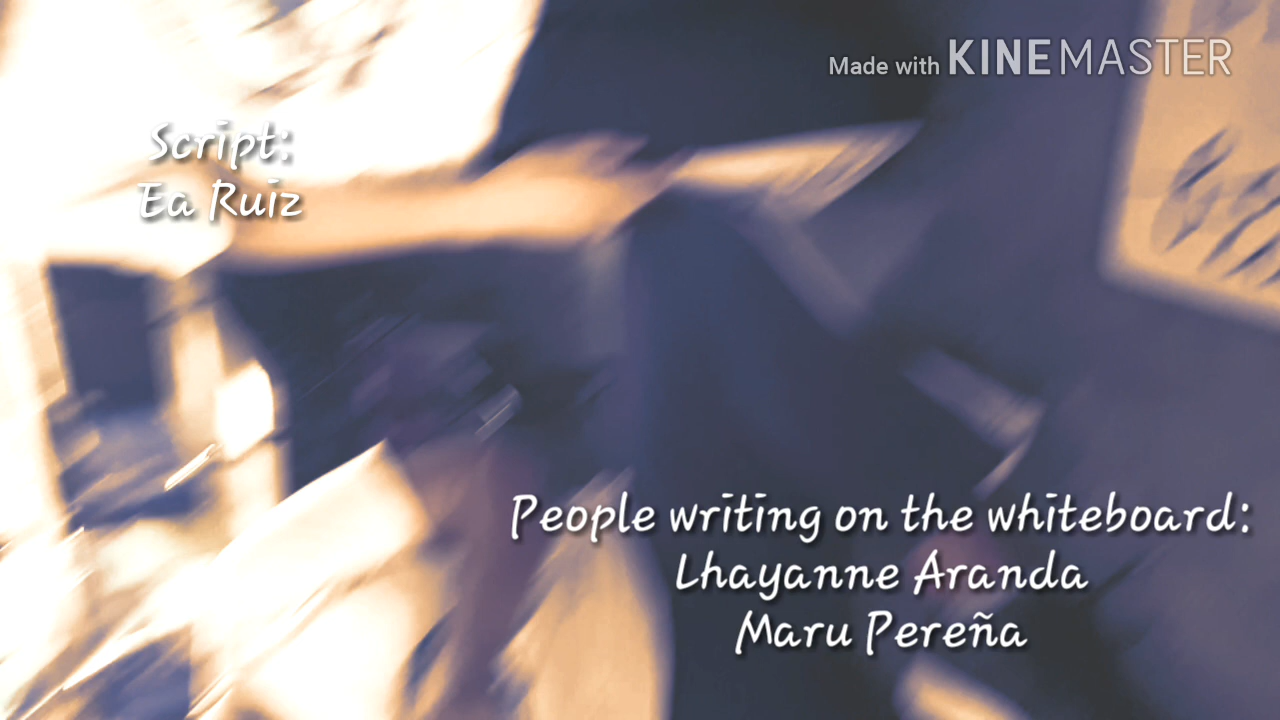 Made with KINEMASTER
Script:
Ea Ruiz
People writing on the whiteboard:
Lhayanne Aranda
Maru Pereña